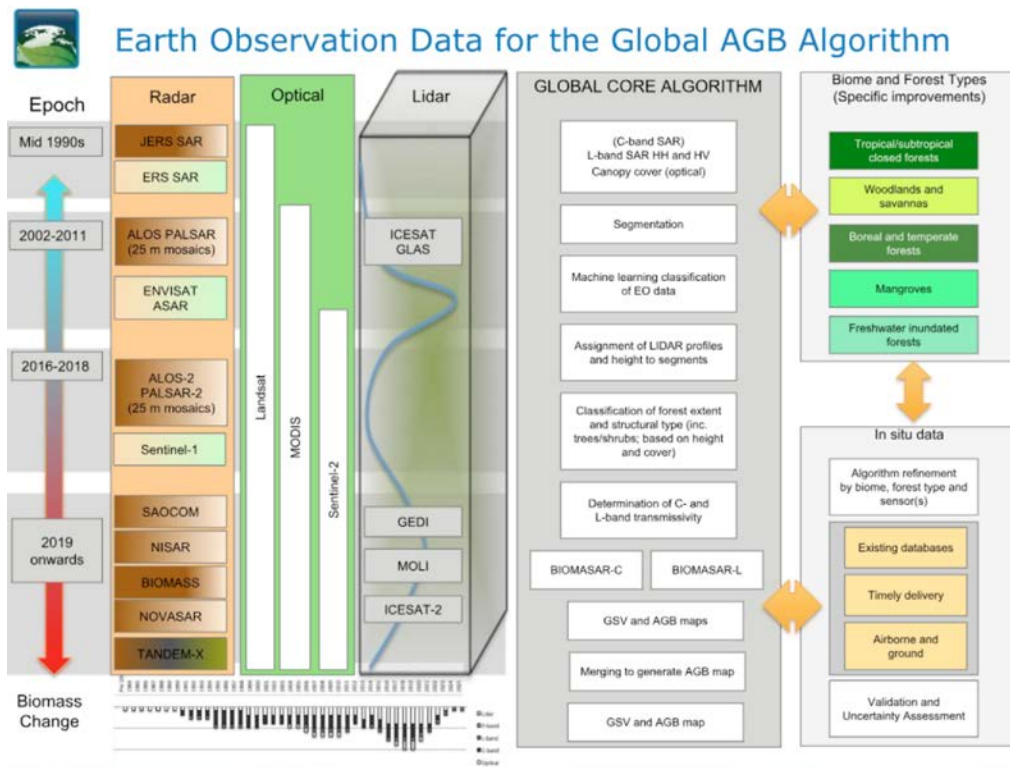 Earth Observation Data for the Global AGB Algorithm
Epoch
Mid 1990s
2002-2011
2016-2018
2019
onwards
Biomass
Change
Radar
JERS SAR
ERS SAR
ALOS PALSAR
(25 m mosaics)
ENVISAT
ASAR
ALOS-2
PALSAR-2
(25 m mosaics)
Sentinel-1
SAOCOM
NISAR
BIOMASS
NOVASAR
TANDEM-X
Optical
Landsat
MODIS
Sentinel-2
Lidar
ICESAT
GLAS
GEDI
MOLI
ICESAT-2
Lidar
P-band
L-band
C-band
Optical
GLOBAL CORE ALGORITHM
(C-band SAR)
L-band SAR HH and HV
Canopy cover (optical)
Segmentation
Machine learning classification
of EO data
Assignment of LIDAR profiles
and height to segments
Classification of forest extent
and structural type (inc.
trees/shrubs; based on height
and cover)
Determination of C- and
L-band transmissivity
BIOMASAR-C
BIOMASAR-L
GSV and AGB maps
Merging to generate AGB map
GSV and AGB map
Biome and Forest Types
(Specific improvements)
Tropical/subtropical
closed forests
Woodlands and
savannas
Boreal and temperate
forests
Mangroves
Freshwater inundated
forests
In situ data
Algorithm refinement
by biome, forest type and
sensor(s)
Existing databases
Timely delivery
Airborne and
ground
Validation and
Uncertainty Assessment